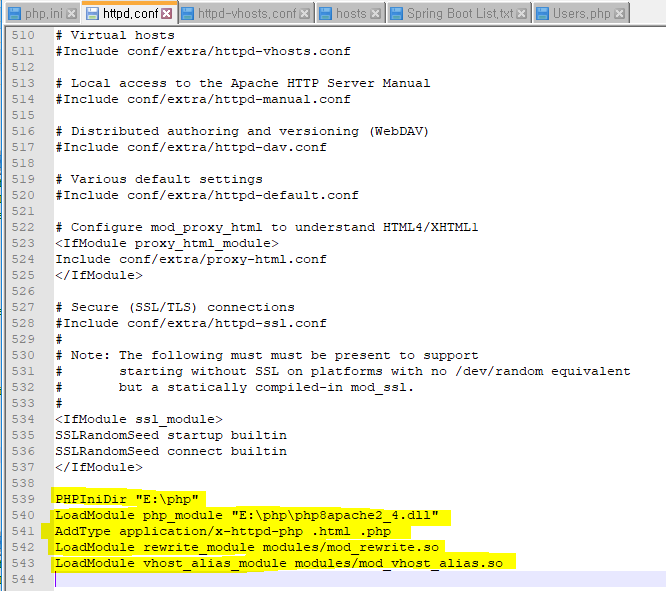 php.ini httpd.conf httpd-vhosts.conf hosts Spring Boot List.txt Users.php
510 # Virtual hosts
511 #Include conf/extra/httpd-vhosts.conf
512
513 # Local access to the Apache HTTP Server Manual
514 #Include conf/extra/httpd-manual.conf
515
516 # Distributed authoring and versioning (WebDAV)
517 #Include conf/extra/httpd-dav.conf
518
519 # Various default settings
520 #Include conf/extra/httpd-default.conf
521
522 # Configure mod_proxy_html to understand HTML4/XHTML1
523 <IfModule proxy_html_module>
524 Include conf/extra/proxy-html.conf
525 </IfModule>
526
527 # Secure (SSL/TLS) connections
528 #Include conf/extra/httpd-ssl.conf
529 #
530 # Note: The following must must be present to support
531 #       starting without SSL on platforms with no /dev/random equivalent
532 #       but a statically compiled-in mod_ssl.
533 #
534 <IfModule ssl_module>
535 SSLRandomSeed startup builtin
536 SSLRandomSeed connect builtin
537 </IfModule>
538
539 PHPIniDir "E:\php"
540 LoadModule php_module "E:\php\php8apache2_4.dll"
541 AddType application/x-httpd-php .html .php
542 LoadModule rewrite_module modules/mod_rewrite.so
543 LoadModule vhost_alias_module modules/mod_vhost_alias.so
544